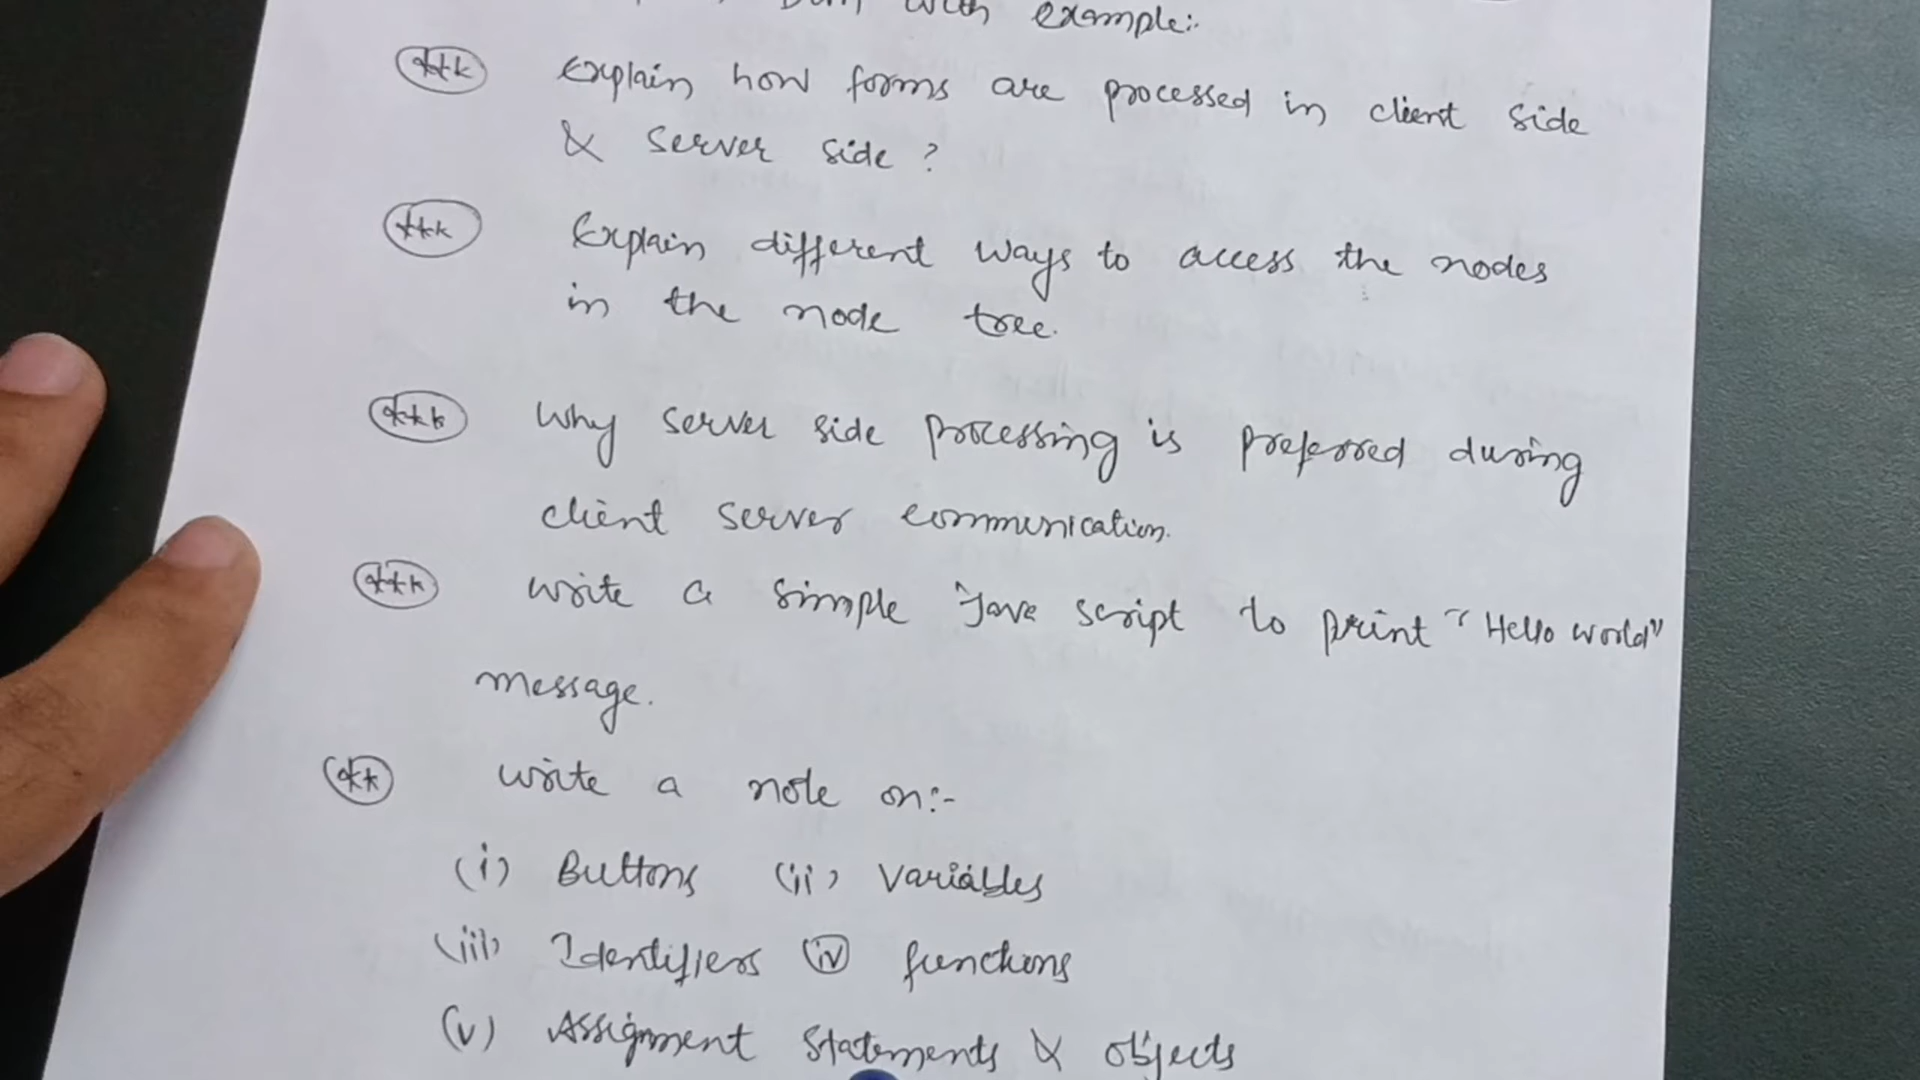 with example:-
*** Explain how forms are processed in client side
& server side ?
*** Explain different ways to access the nodes
in the node tree.
*** Why server side processing is preferred during
client server communication.
*** write a simple Java script to print "Hello world"
message.
** write a note on:-
(i) Buttons (ii) variables
(iii) Identifiers (iv) functions
(v) Assignment statements & objects